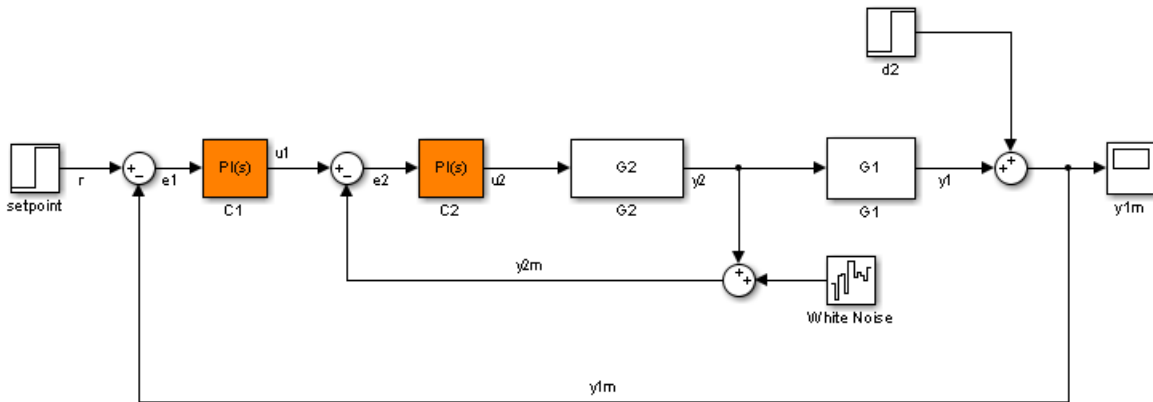 d2
setpoint
r
+
-
e1
PI(s)
C1
u1
+
-
e2
PI(s)
C2
u2
G2
G2
y2
G1
G1
y1
+
+
y1m
y2m
+
+
White Noise
y1m